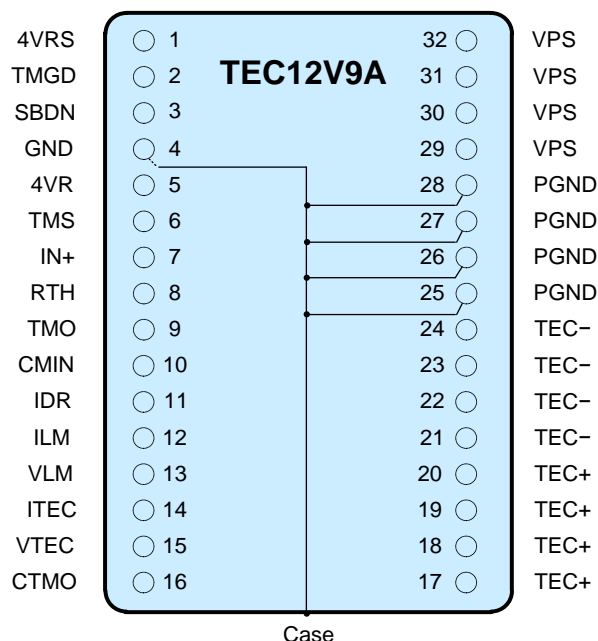 TEC12V9A
4VRS 1 32 VPS
TMGD 2 31 VPS
SBDN 3 30 VPS
GND 4 29 VPS
4VR 5 28 PGND
TMS 6 27 PGND
IN+ 7 26 PGND
RTH 8 25 PGND
TMO 9 24 TEC−
CMIN 10 23 TEC−
IDR 11 22 TEC−
ILM 12 21 TEC−
VLM 13 20 TEC+
ITEC 14 19 TEC+
VTEC 15 18 TEC+
CTMO 16 17 TEC+
Case